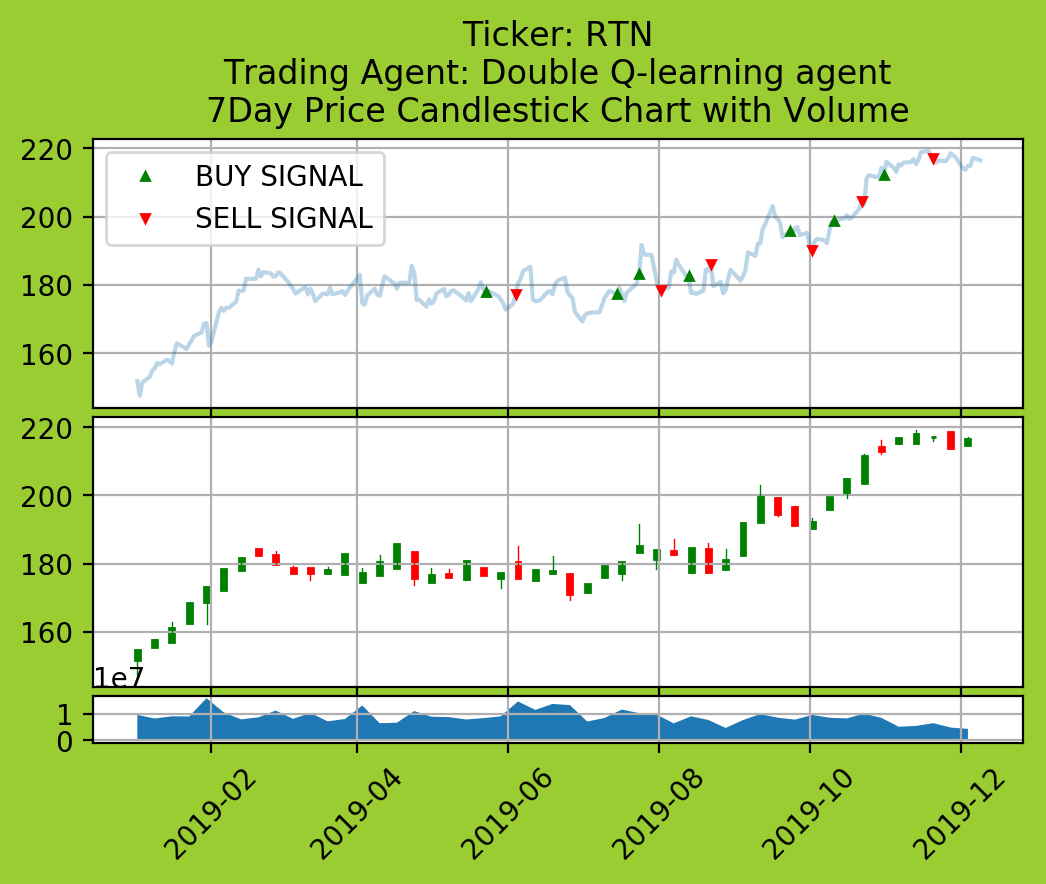 Ticker: RTN
Trading Agent: Double Q-learning agent
7Day Price Candlestick Chart with Volume
220
200
180
160
BUY SIGNAL
SELL SIGNAL
220
200
180
160
1e7
1
0
2019-02
2019-04
2019-06
2019-08
2019-10
2019-12